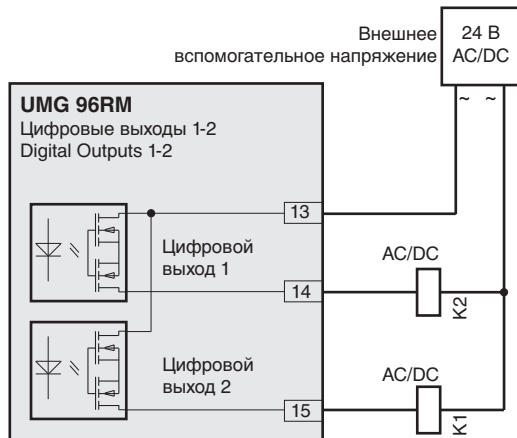 Внешнее
вспомогательное напряжение
24 В
AC/DC
~ ~
UMG 96RM
Цифровые выходы 1-2
Digital Outputs 1-2
13
Цифровой
выход 1
AC/DC
14
K2
Цифровой
выход 2
AC/DC
15
K1